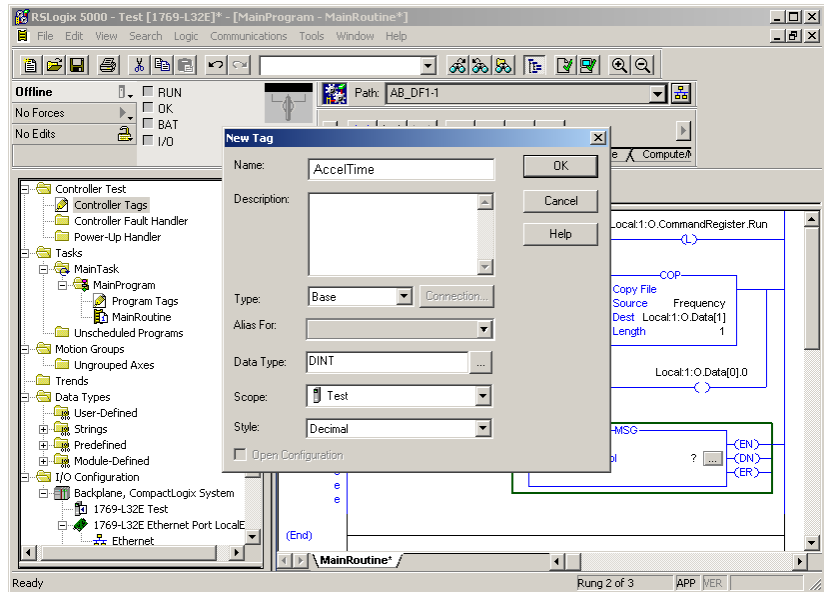 RSLogix 5000 - Test [1769-L32E]* - [MainProgram - MainRoutine*]
File Edit View Search Logic Communications Tools Window Help
Offline
RUN
No Forces
OK
BAT
No Edits
I/O
Path: AB_DF1-1
Compute/
Controller Test
Controller Tags
Controller Fault Handler
Power-Up Handler
Tasks
MainTask
MainProgram
Program Tags
MainRoutine
Unscheduled Programs
Motion Groups
Ungrouped Axes
Trends
Data Types
User-Defined
Strings
Predefined
Module-Defined
I/O Configuration
Backplane, CompactLogix System
1769-L32E Test
1769-L32E Ethernet Port LocalE
Ethernet
New Tag
Name: AccelTime
OK
Description:
Cancel
Help
Type: Base
Connection...
Alias For:
Data Type: DINT
...
Scope: Test
Style: Decimal
Open Configuration
Local:1:O.CommandRegister.Run
(L)
COP
Copy File
Source Frequency
Dest Local:1:O.Data[1]
Length 1
Local:1:O.Data[0].0
MSG
? ...
(EN)
(DN)
(ER)
e
e
(End)
MainRoutine*
Ready
Rung 2 of 3
APP
VER